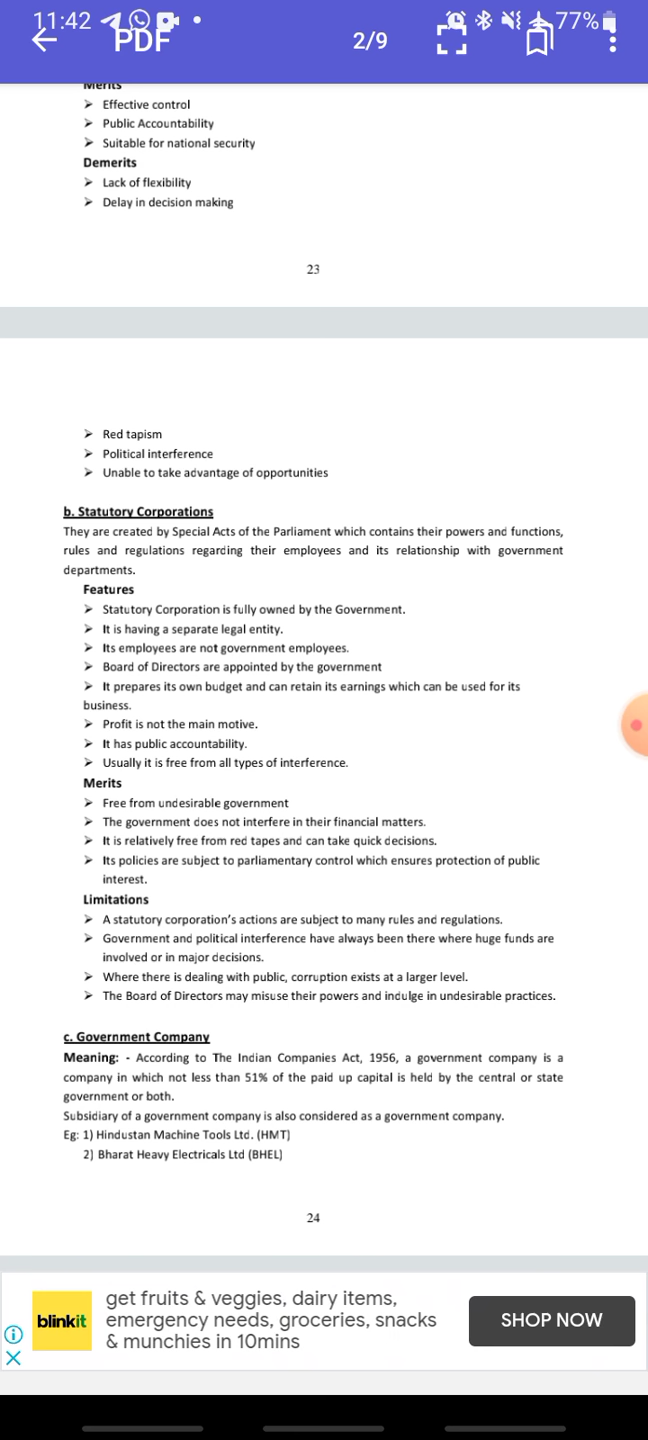 11:42
PDF
2/9
77%
Merits
➤ Effective control
➤ Public Accountability
➤ Suitable for national security
Demerits
➤ Lack of flexibility
➤ Delay in decision making
23
➤ Red tapism
➤ Political interference
➤ Unable to take advantage of opportunities
b. Statutory Corporations
They are created by Special Acts of the Parliament which contains their powers and functions,
rules and regulations regarding their employees and its relationship with government
departments.
Features
➤ Statutory Corporation is fully owned by the Government.
➤ It is having a separate legal entity.
➤ Its employees are not government employees.
➤ Board of Directors are appointed by the government
➤ It prepares its own budget and can retain its earnings which can be used for its
business.
➤ Profit is not the main motive.
➤ It has public accountability.
➤ Usually it is free from all types of interference.
Merits
➤ Free from undesirable government
➤ The government does not interfere in their financial matters.
➤ It is relatively free from red tapes and can take quick decisions.
➤ Its policies are subject to parliamentary control which ensures protection of public
interest.
Limitations
➤ A statutory corporation's actions are subject to many rules and regulations.
➤ Government and political interference have always been there where huge funds are
involved or in major decisions.
➤ Where there is dealing with public, corruption exists at a larger level.
➤ The Board of Directors may misuse their powers and indulge in undesirable practices.
c. Government Company
Meaning: - According to The Indian Companies Act, 1956, a government company is a
company in which not less than 51% of the paid up capital is held by the central or state
government or both.
Subsidiary of a government company is also considered as a government company.
Eg: 1) Hindustan Machine Tools Ltd. (HMT)
2) Bharat Heavy Electricals Ltd (BHEL)
24
blinkit
get fruits & veggies, dairy items,
emergency needs, groceries, snacks
& munchies in 10mins
SHOP NOW